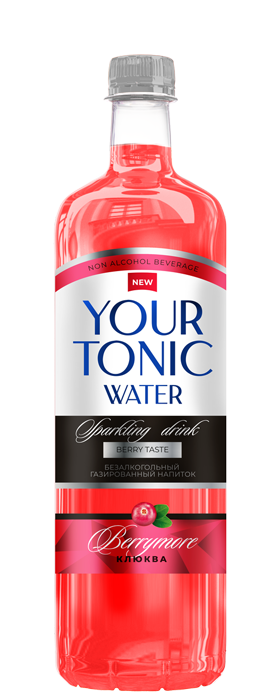 NON ALCOHOL BEVERAGE
NEW
YOUR
TONIC
WATER
Sparkling drink
BERRY TASTE
БЕЗАЛКОГОЛЬНЫЙ
ГАЗИРОВАННЫЙ НАПИТОК
Berrymore
КЛЮКВА